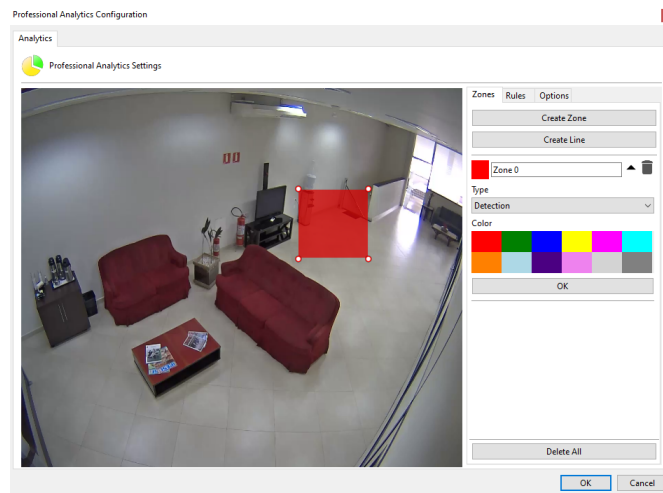 Professional Analytics Configuration
Analytics
Professional Analytics Settings
Zones Rules Options
Create Zone
Create Line
Zone 0
Type
Detection
Color
OK
Delete All
OK Cancel